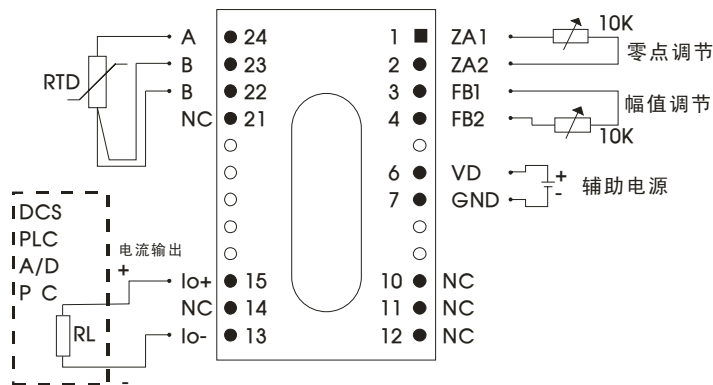 A 24 1 ZA1 10K
B 23 2 ZA2 零点调节
RTD
B 22 3 FB1
NC 21 4 FB2 幅值调节
10K
6 VD + 辅助电源
7 GND -
DCS
PLC
A/D
P C
电流输出
+
Io+ 15 10 NC
NC 14 11 NC
RL Io- 13 12 NC
-